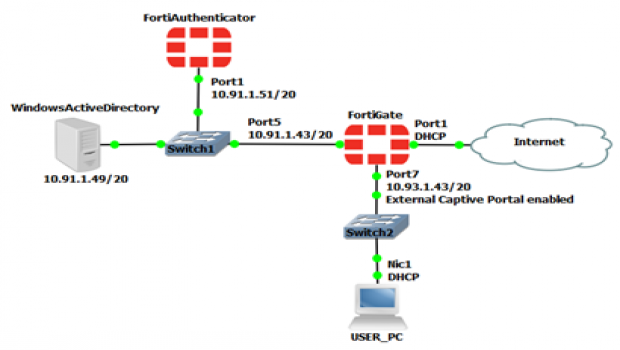 FortiAuthenticator
Port1
10.91.1.51/20
WindowsActiveDirectory
10.91.1.49/20
Switch1
Port5
10.91.1.43/20
FortiGate
Port1
DHCP
Internet
Port7
10.93.1.43/20
External Captive Portal enabled
Switch2
Nic1
DHCP
USER_PC